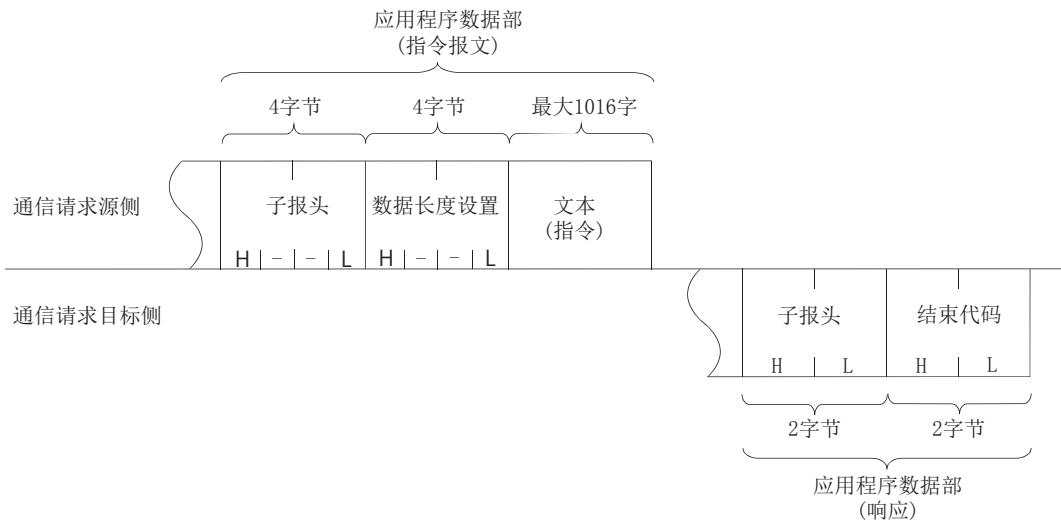 应用程序数据部
(指令报文)
4字节 4字节 最大1016字
通信请求源侧 子报头 数据长度设置 文本
(指令)
H - - L H - - L
通信请求目标侧 子报头 结束代码
H L H L
2字节 2字节
应用程序数据部
(响应)